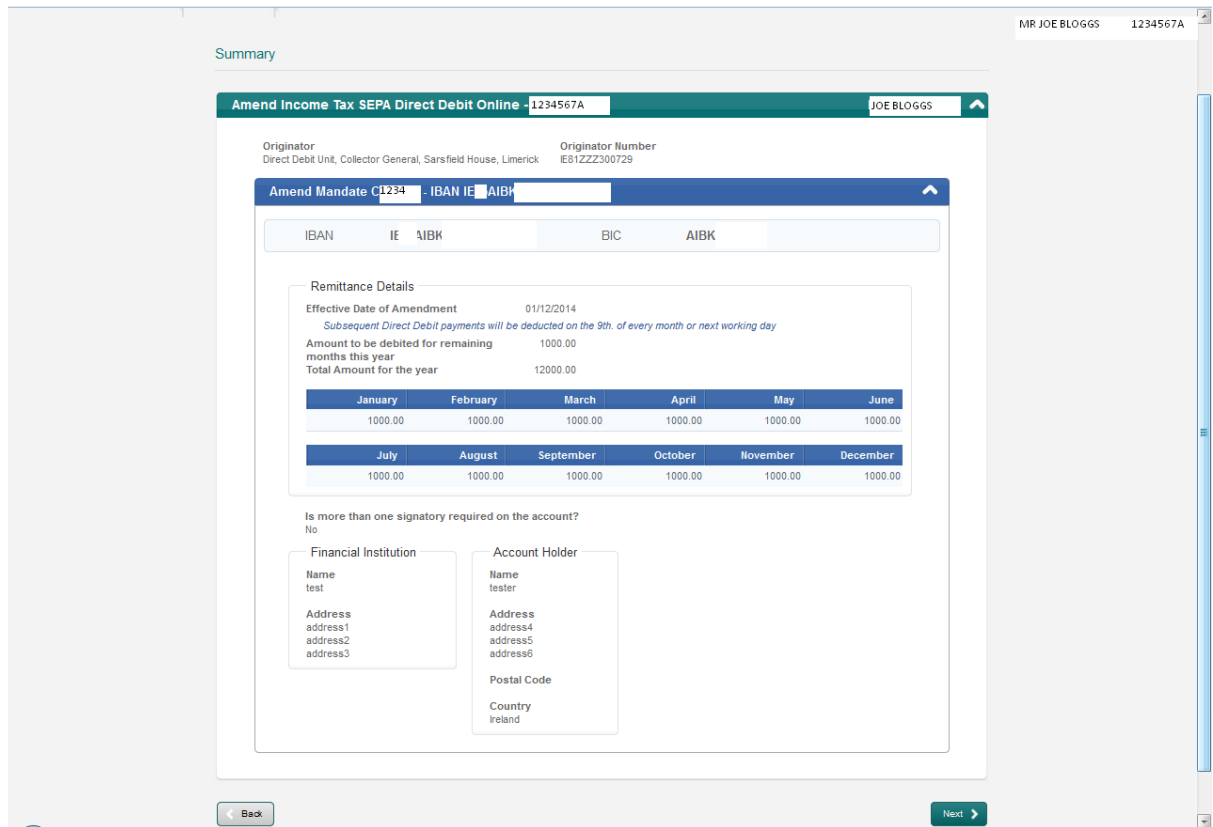 MR JOE BLOGGS 1234567A
Summary
Amend Income Tax SEPA Direct Debit Online - 1234567A JOE BLOGGS
Originator Originator Number
Direct Debit Unit, Collector General, Sarsfield House, Limerick IE81ZZZ300729
Amend Mandate C1234 - IBAN IE AIBK
IBAN IE AIBK BIC AIBK
Remittance Details
Effective Date of Amendment 01/12/2014
Subsequent Direct Debit payments will be deducted on the 9th. of every month or next working day
Amount to be debited for remaining 1000.00
months this year
Total Amount for the year 12000.00
January February March April May June
1000.00 1000.00 1000.00 1000.00 1000.00 1000.00
July August September October November December
1000.00 1000.00 1000.00 1000.00 1000.00 1000.00
Is more than one signatory required on the account?
No
Financial Institution Account Holder
Name Name
test tester
Address Address
address1 address4
address2 address5
address3 address6
Postal Code
Country
Ireland
Back Next